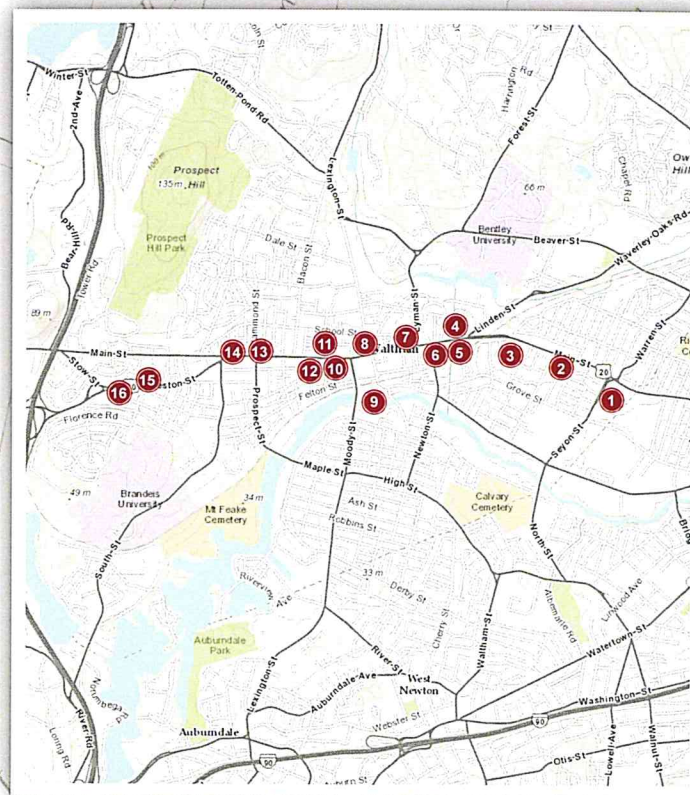 Winter-St
2nd-Ave
Totten-Pond-Rd
Harrington
Rd
Forest-St
Chapel Rd
Prospect
Hill
135m
66 m
Lexington-St
Bentley
University
Beaver-St
Waverley-Oaks-Rd
Prospect
Hill Park
Dale St
Bacon St
Bear-Hill-Rd
Tower Rd
89 m
Linden-St
Warren-St
School St
Main-St
Stow-St
Florence Rd
Felton St
Grove St
20
Seyon-St
Prospect-St
Moody-St
Newton-St
1
2
3
4
5
6
7
8
9
10
11
12
13
14
15
16
Maple-St
High-St
Brandeis
University
49 m
Mt Feake
Cemetery
34 m
Ash St
Robbins St
Calvary
Cemetery
North-St
South-St
33 m
Derby St
Cherry St
Riverview
Ave
Albemarle Rd
Linwood Ave
Waltham-St
Watertown-St
Auburndale
Park
River-St
West
Newton
Auburndale-Ave
Lexington-St
Norumbega
Rd
River-Rd
Loring Rd
Auburndale
Webster St
Washington-St
90
90
Otis-St
Lowell-Ave
Walnut-St